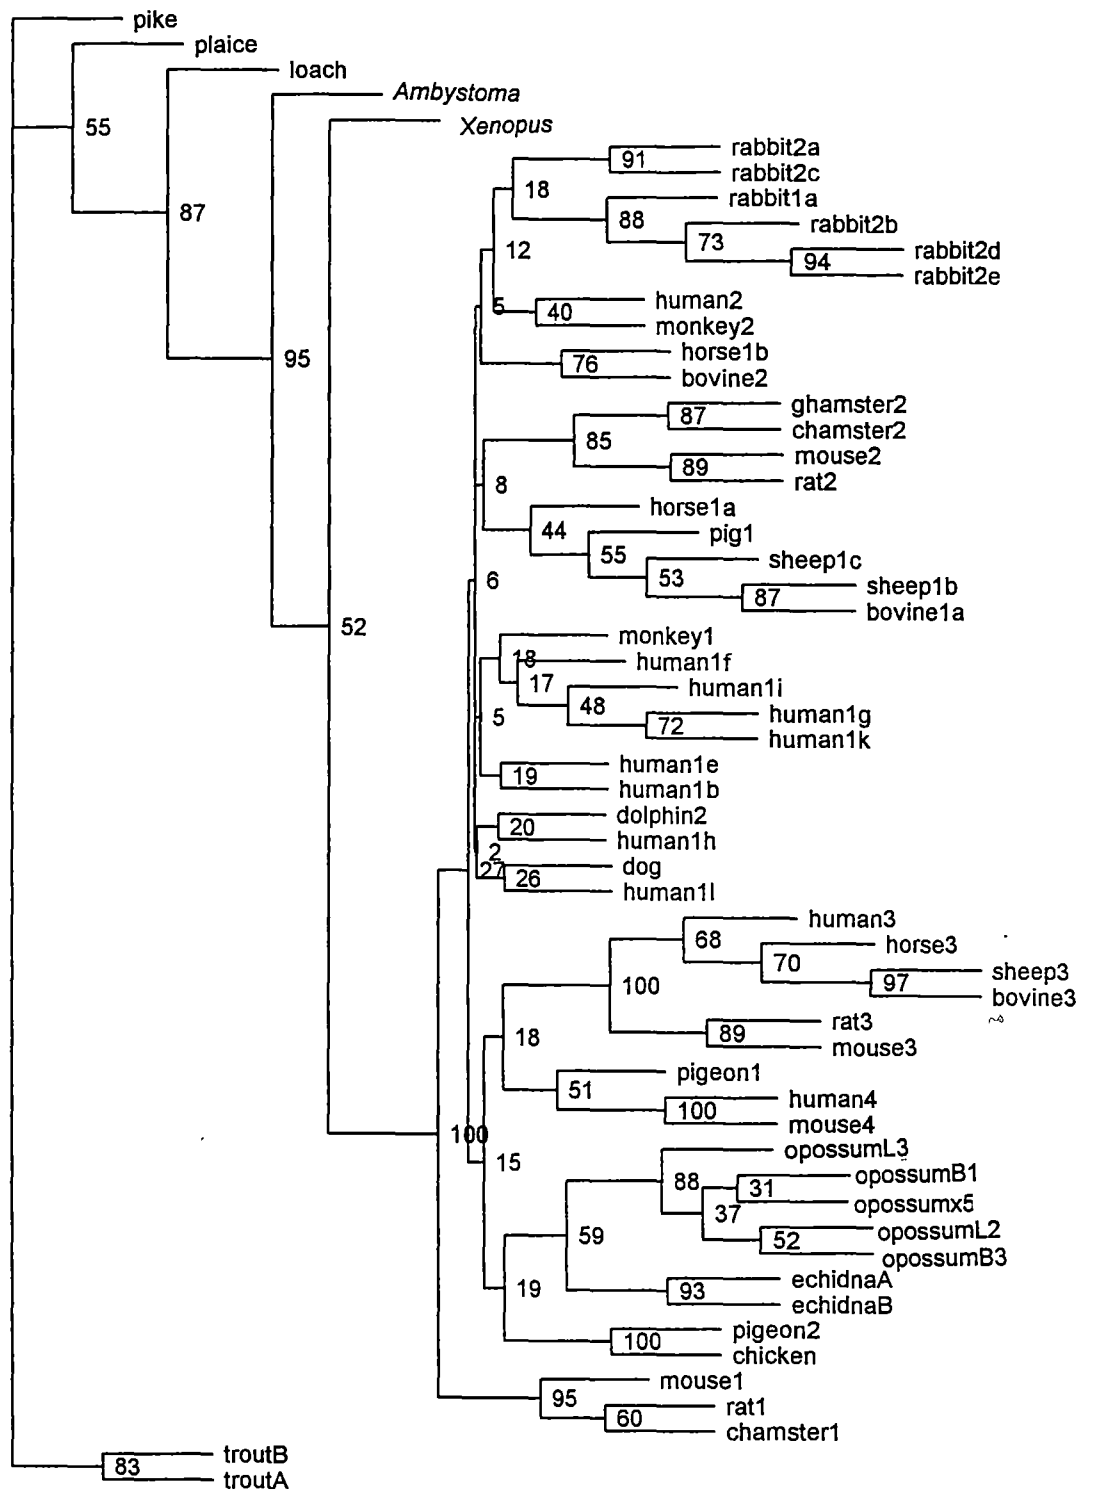 pike
plaice
loach
Ambystoma
55
Xenopus
rabbit2a
91
rabbit2c
18
rabbit1a
87
88
rabbit2b
73
12
rabbit2d
94
rabbit2e
human2
5
40
monkey2
horse1b
95
76
bovine2
ghamster2
87
chamster2
85
mouse2
89
rat2
8
horse1a
44
pig1
55
sheep1c
6
53
sheep1b
87
bovine1a
52
monkey1
18
human1f
17
human1i
48
human1g
5
72
human1k
human1e
19
human1b
dolphin2
20
human1h
2
27
dog
26
human1l
human3
68
horse3
70
sheep3
100
97
bovine3
rat3
18
89
mouse3
pigeon1
51
human4
100
mouse4
100
opossumL3
15
88
opossumB1
31
opossumx5
37
opossumL2
59
52
opossumB3
echidnaA
19
93
echidnaB
pigeon2
100
chicken
mouse1
95
rat1
60
chamster1
troutB
83
troutA